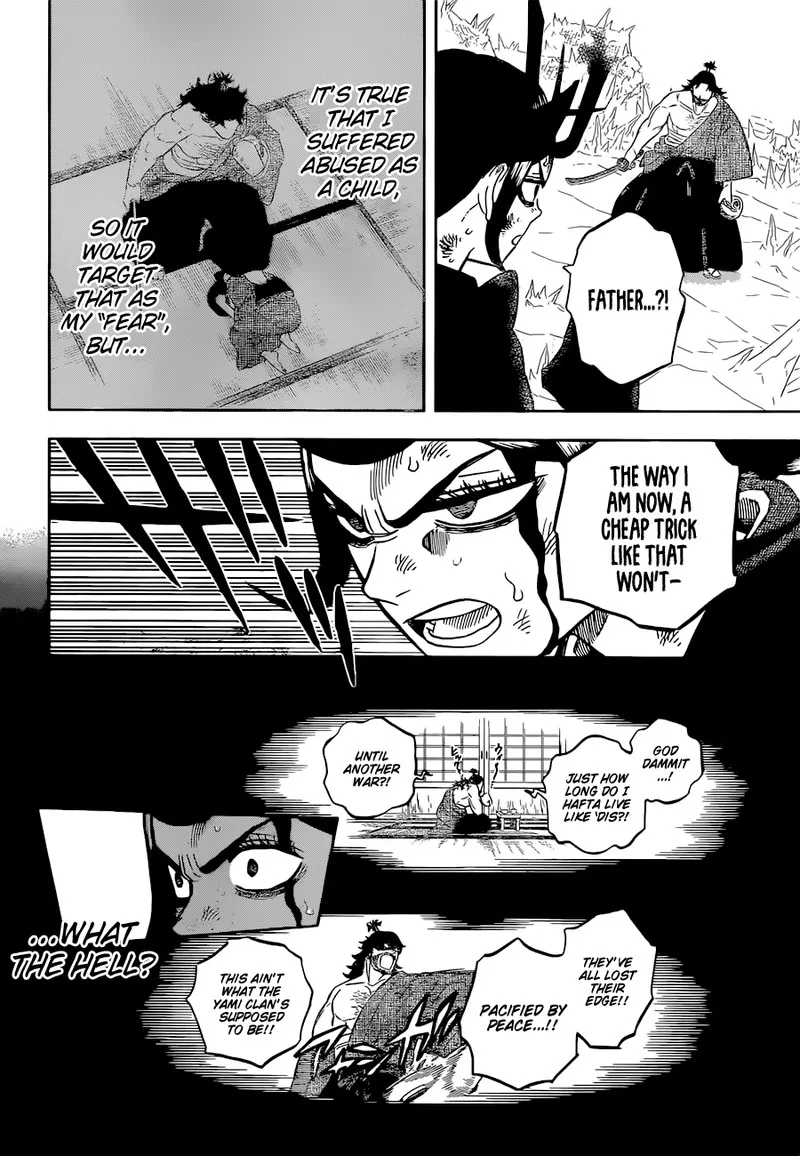 FATHER...?!
IT'S TRUE
THAT I
SUFFERED
ABUSED AS
A CHILD,
SO IT
WOULD
TARGET
THAT AS
MY "FEAR",
BUT...
THE WAY I
AM NOW, A
CHEAP TRICK
LIKE THAT
WON'T-
GOD
DAMMIT
...!
JUST HOW
LONG DO I
HAFTA LIVE
LIKE 'DIS?!
UNTIL
ANOTHER
WAR?!
THEY'VE
ALL LOST
THEIR
EDGE!!
PACIFIED BY
PEACE...!!
THIS AIN'T
WHAT THE
YAMI CLAN'S
SUPPOSED
TO BE!!
...WHAT
THE HELL?